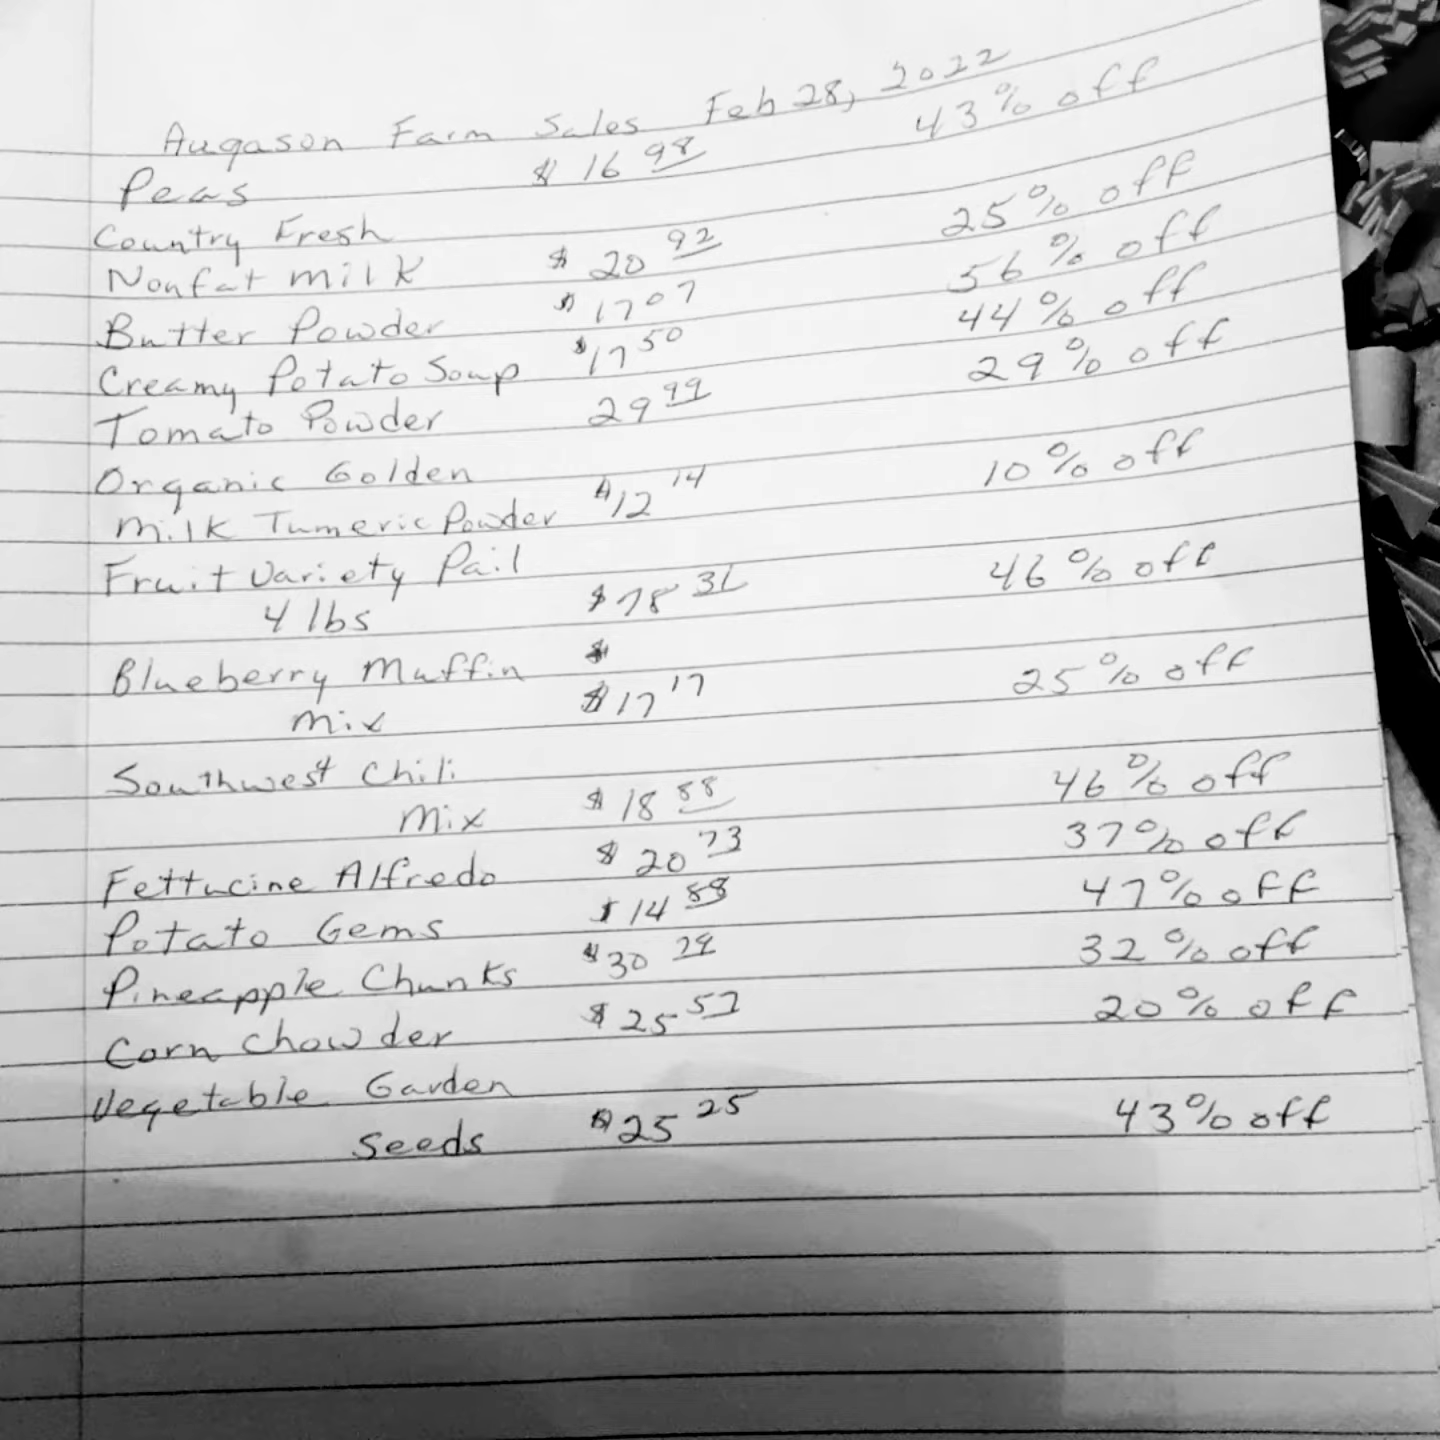 Augason Farm Sales Feb 28, 2022
Peas $16 98 43% off
Country Fresh
Nonfat milk $20 92 25% off
Butter Powder $17 07 56% off
Creamy Potato Soup $17 50 44% off
Tomato Powder 29 99 29% off
Organic Golden
Milk Tumeric Powder $12 14 10% off
Fruit Variety Pail
4 lbs $78 31 46% off
Blueberry Muffin $
Mix $17 17 25% off
Southwest Chili
Mix $18 88 46% off
Fettucine Alfredo $20 73 37% off
Potato Gems $14 88 47% off
Pineapple Chunks $30 29 32% off
Corn Chowder $25 57 20% off
Vegetable Garden
Seeds $25 25 43% off